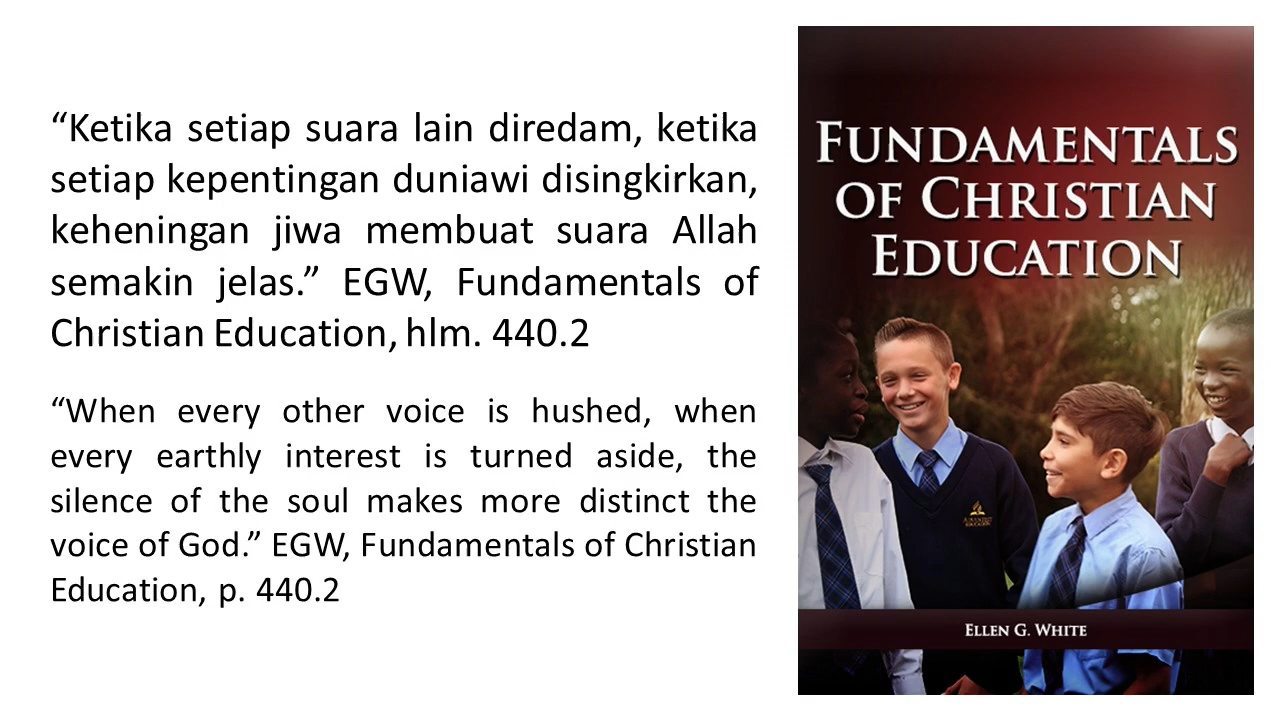 “Ketika setiap suara lain diredam, ketika
setiap kepentingan duniawi disingkirkan,
keheningan jiwa membuat suara Allah
semakin jelas.” EGW, Fundamentals of
Christian Education, hlm. 440.2
“When every other voice is hushed, when
every earthly interest is turned aside, the
silence of the soul makes more distinct the
voice of God.” EGW, Fundamentals of Christian
Education, p. 440.2
FUNDAMENTALS
OF CHRISTIAN
EDUCATION
ADVENTIST
EDUCATION
ELLEN G. WHITE